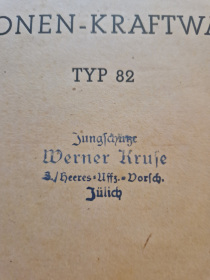 ONEN-KRAFTWA
TYP 82
Jungschütze
Werner Kruse
3./Heeres-Uffz.-Vorsch.
Jülich